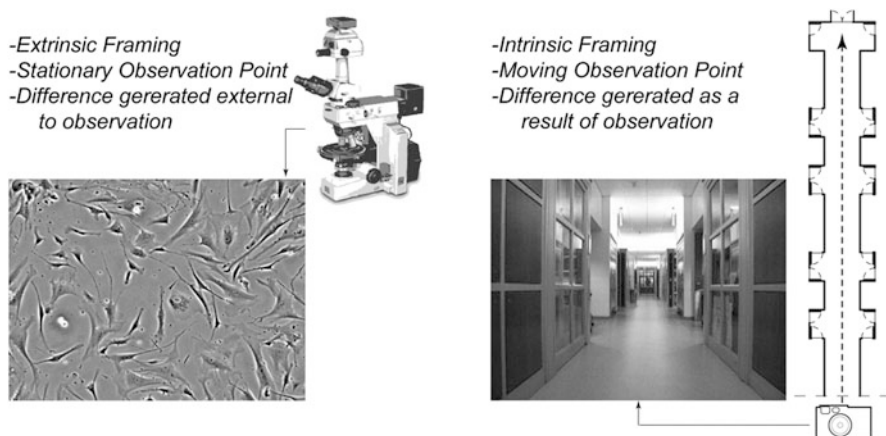 -Extrinsic Framing
-Stationary Observation Point
-Difference gererated external
to observation
-Intrinsic Framing
-Moving Observation Point
-Difference gererated as a
result of observation